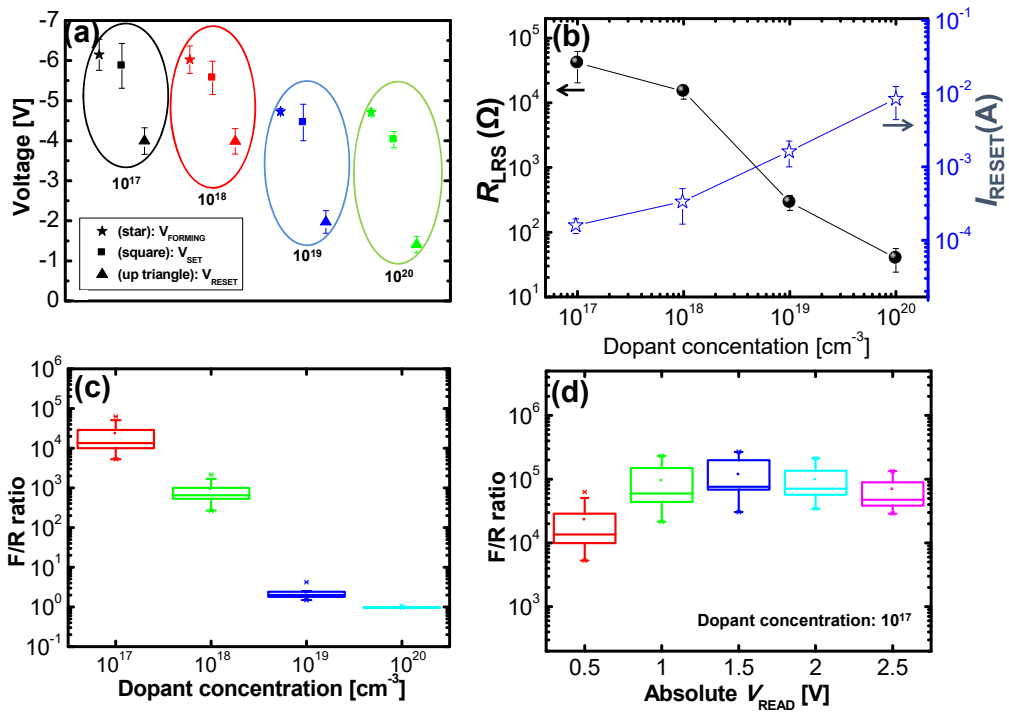 (a)
Voltage [V]
-7
-6
-5
-4
-3
-2
-1
0
10^17
10^18
10^19
10^20
(star): V_FORMING
(square): V_SET
(up triangle): V_RESET
(b)
R_LRS (Ω)
10^5
10^4
10^3
10^2
10^1
10^-1
10^-2
10^-3
10^-4
I_RESET(A)
10^17 10^18 10^19 10^20
Dopant concentation [cm^-3]
(c)
F/R ratio
10^6
10^5
10^4
10^3
10^2
10^1
10^0
10^-1
10^17 10^18 10^19 10^20
Dopant concentration [cm^-3]
(d)
F/R ratio
10^6
10^5
10^4
10^3
Dopant concentration: 10^17
0.5 1 1.5 2 2.5
Absolute V_READ [V]